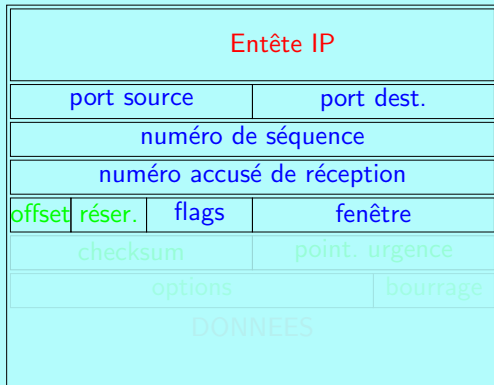 Entête IP
port source port dest.
numéro de séquence
numéro accusé de réception
offset réser. flags fenêtre
checksum point. urgence
options bourrage
DONNEES